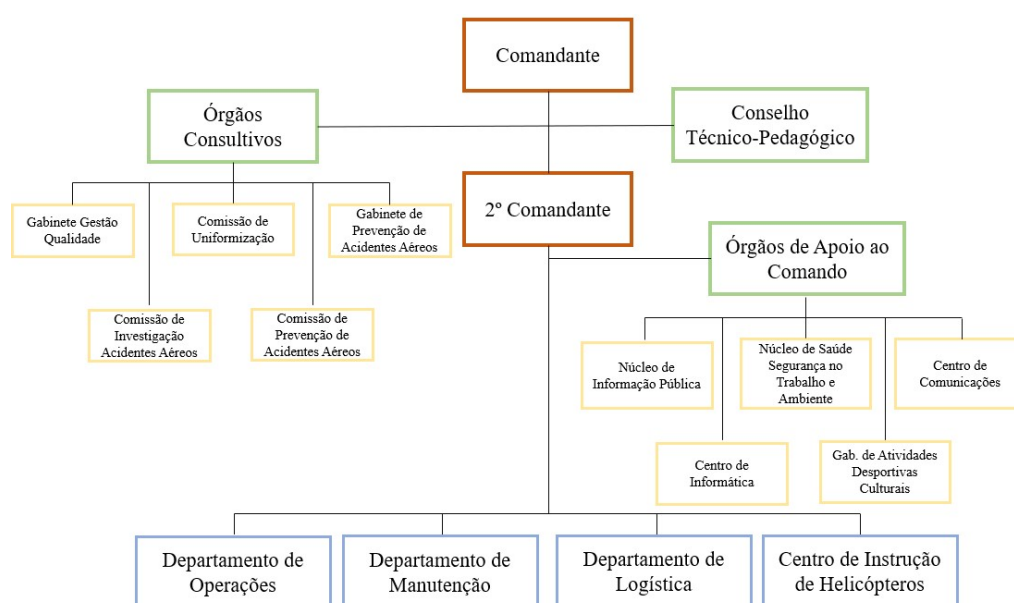 Comandante
Órgãos
Consultivos
Conselho
Técnico-Pedagógico
2º Comandante
Gabinete Gestão
Qualidade
Comissão de
Uniformização
Gabinete de
Prevenção de
Acidentes Aéreos
Comissão de
Investigação
Acidentes Aéreos
Comissão de
Prevenção de
Acidentes Aéreos
Órgãos de Apoio ao
Comando
Núcleo de
Informação Pública
Núcleo de Saúde
Segurança no
Trabalho e
Ambiente
Centro de
Comunicações
Centro de
Informática
Gab. de Atividades
Desportivas
Culturais
Departamento de
Operações
Departamento de
Manutenção
Departamento de
Logística
Centro de Instrução
de Helicópteros